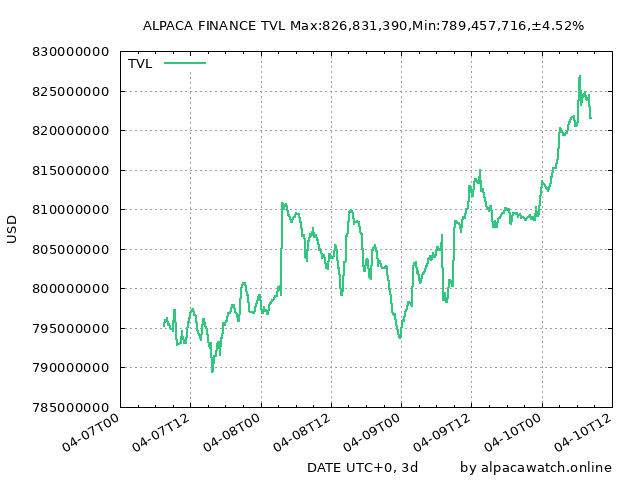 ALPACA FINANCE TVL Max:826,831,390,Min:789,457,716,±4.52%
830000000
825000000
820000000
815000000
810000000
805000000
800000000
795000000
790000000
785000000
USD
TVL
04-07T00
04-07T12
04-08T00
04-08T12
04-09T00
04-09T12
04-10T00
04-10T12
DATE UTC+0, 3d
by alpacawatch.online